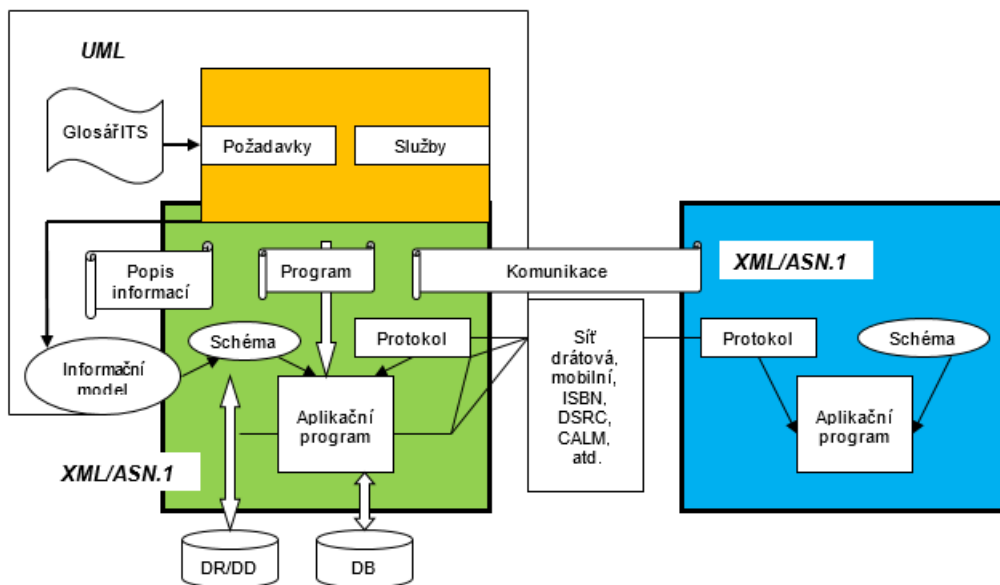 UML
GlosářITS
Požadavky
Služby
Popis
informací
Program
Komunikace
XML/ASN.1
Informační
model
Schéma
Protokol
Síť
drátová,
mobilní,
ISBN,
DSRC,
CALM,
atd.
Protokol
Schéma
Aplikační
program
Aplikační
program
XML/ASN.1
DR/DD
DB